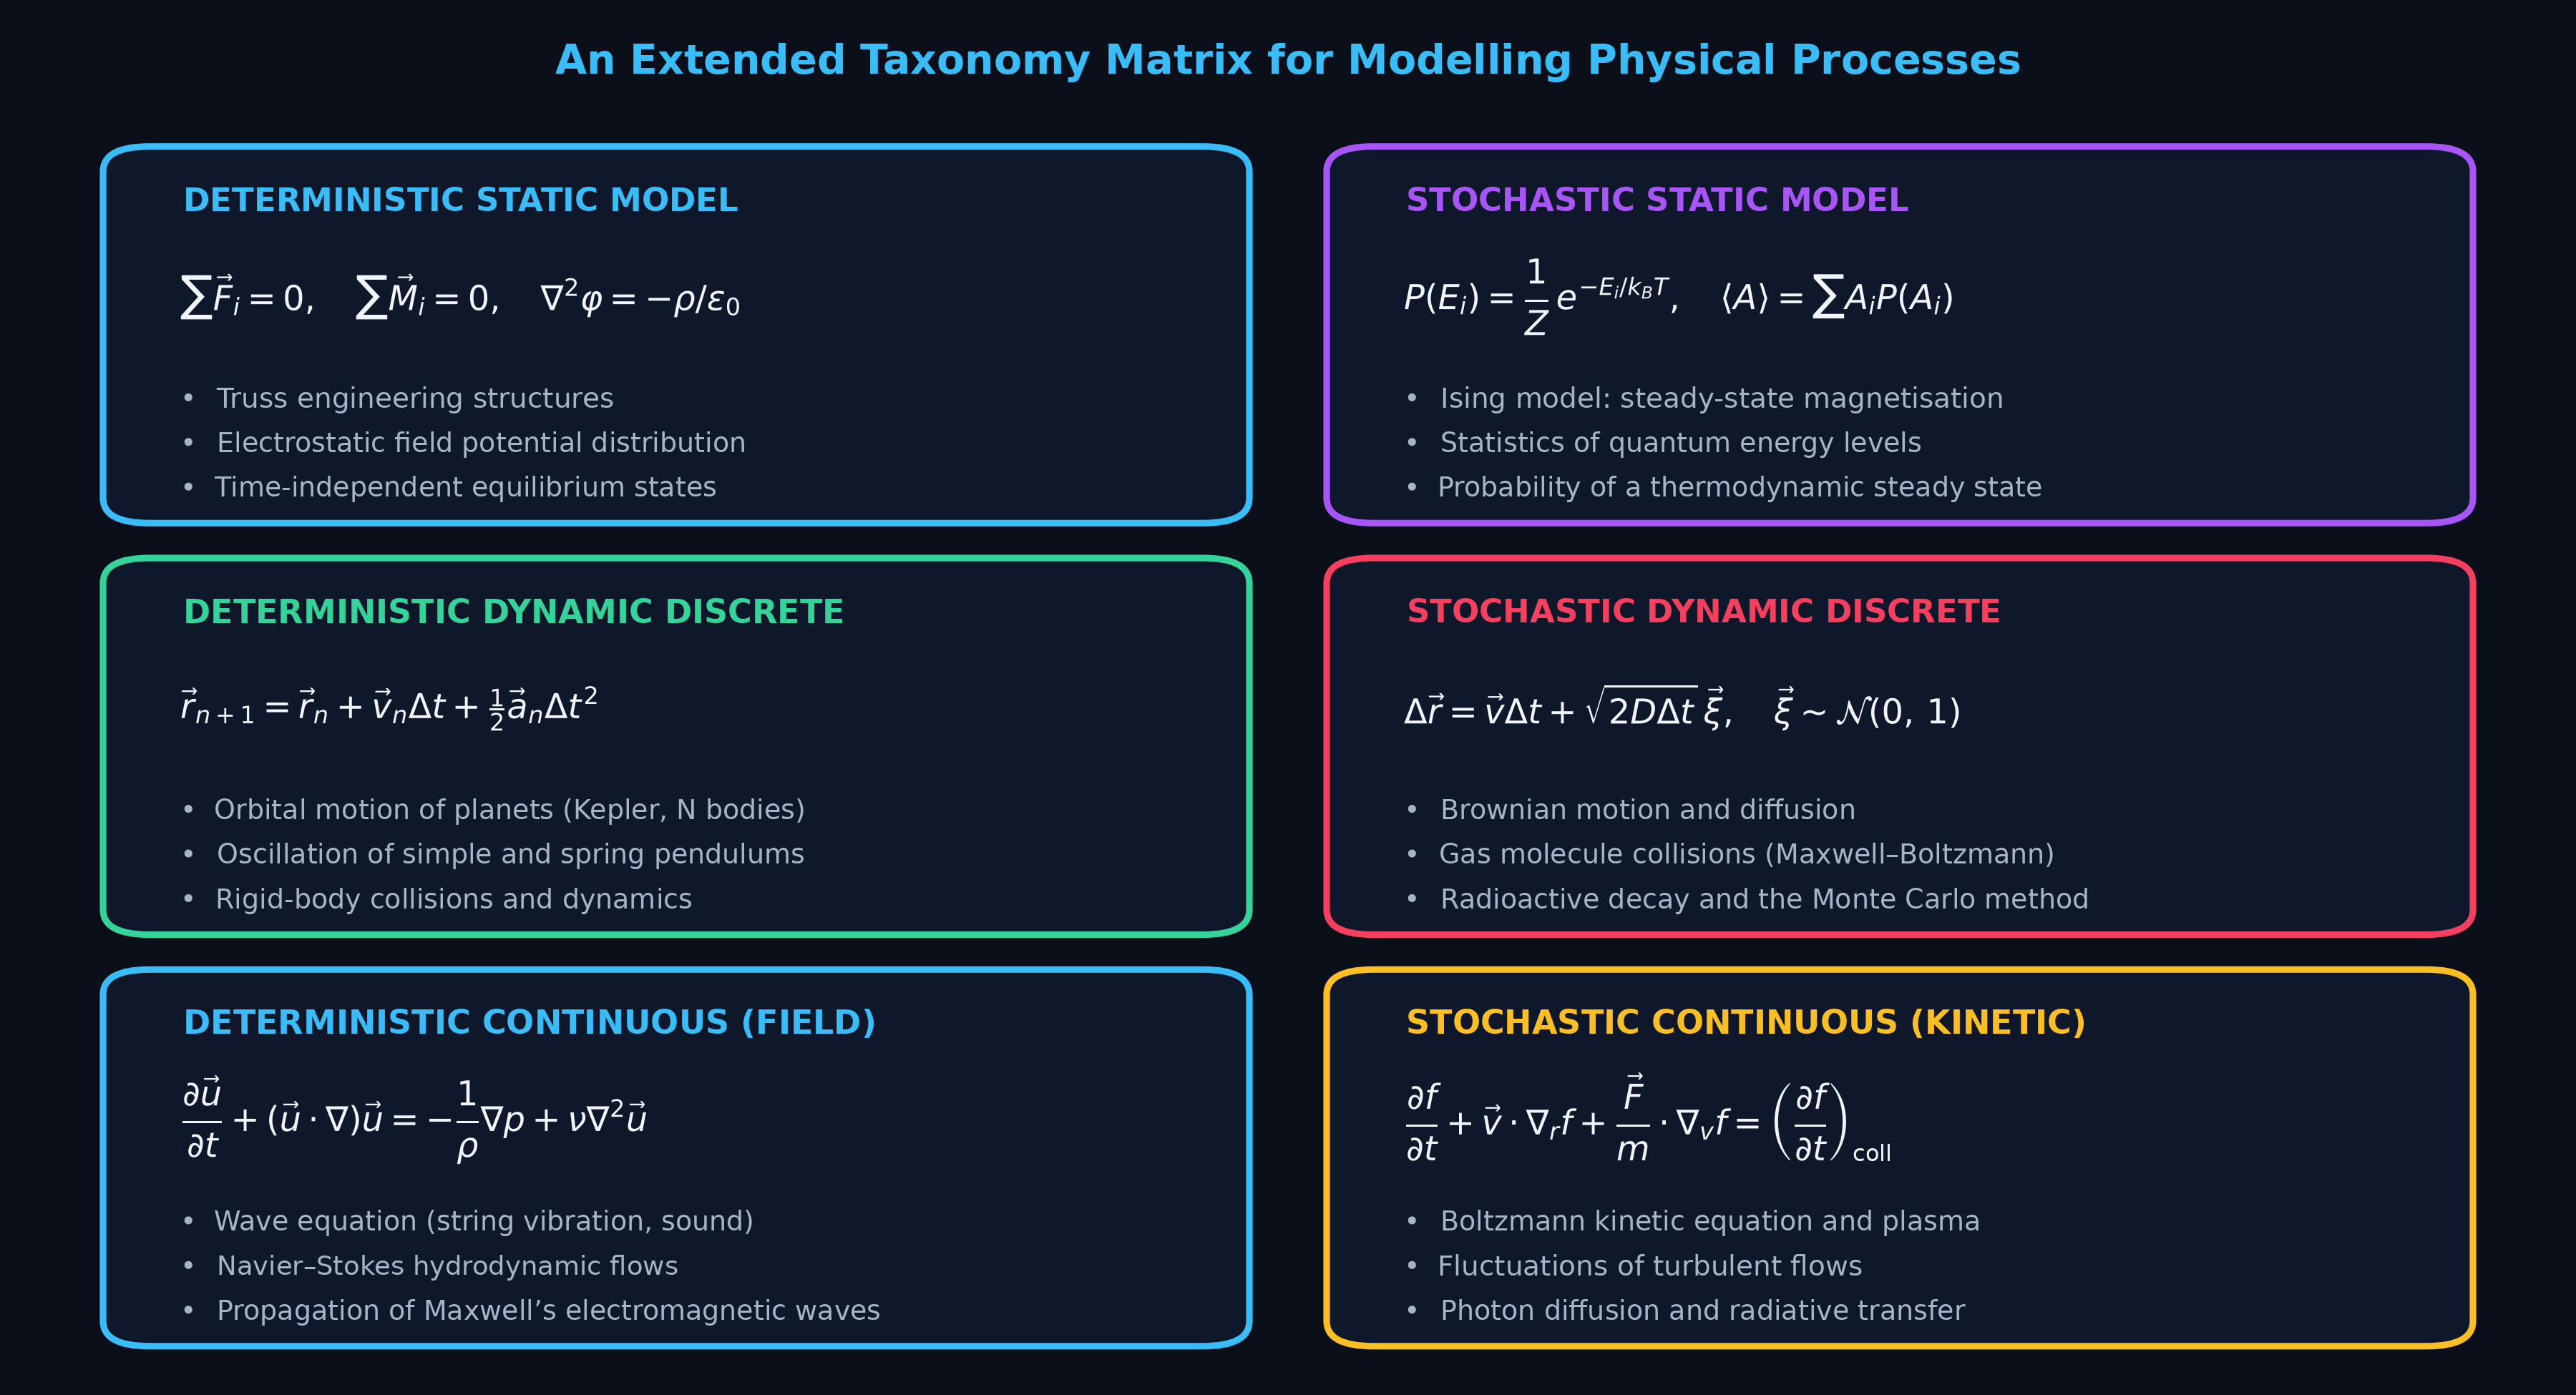 An Extended Taxonomy Matrix for Modelling Physical Processes
DETERMINISTIC STATIC MODEL
∑F⃗ᵢ = 0, ∑M⃗ᵢ = 0, ∇²φ = −ρ/ε₀
• Truss engineering structures
• Electrostatic field potential distribution
• Time-independent equilibrium states
STOCHASTIC STATIC MODEL
P(Eᵢ) = \frac{1}{Z} e^{−Eᵢ/k_BT}, ⟨A⟩ = ∑AᵢP(Aᵢ)
• Ising model: steady-state magnetisation
• Statistics of quantum energy levels
• Probability of a thermodynamic steady state
DETERMINISTIC DYNAMIC DISCRETE
r⃗ₙ₊₁ = r⃗ₙ + v⃗ₙΔt + ½a⃗ₙΔt²
• Orbital motion of planets (Kepler, N bodies)
• Oscillation of simple and spring pendulums
• Rigid-body collisions and dynamics
STOCHASTIC DYNAMIC DISCRETE
Δr⃗ = v⃗Δt + √(2DΔt) ξ⃗, ξ⃗ ~ 𝒩(0, 1)
• Brownian motion and diffusion
• Gas molecule collisions (Maxwell–Boltzmann)
• Radioactive decay and the Monte Carlo method
DETERMINISTIC CONTINUOUS (FIELD)
∂u⃗/∂t + (u⃗ · ∇)u⃗ = −\frac{1}{ρ}∇p + ν∇²u⃗
• Wave equation (string vibration, sound)
• Navier–Stokes hydrodynamic flows
• Propagation of Maxwell’s electromagnetic waves
STOCHASTIC CONTINUOUS (KINETIC)
∂f/∂t + v⃗ · ∇ᵣf + F⃗/m · ∇ᵥf = (∂f/∂t)_coll
• Boltzmann kinetic equation and plasma
• Fluctuations of turbulent flows
• Photon diffusion and radiative transfer